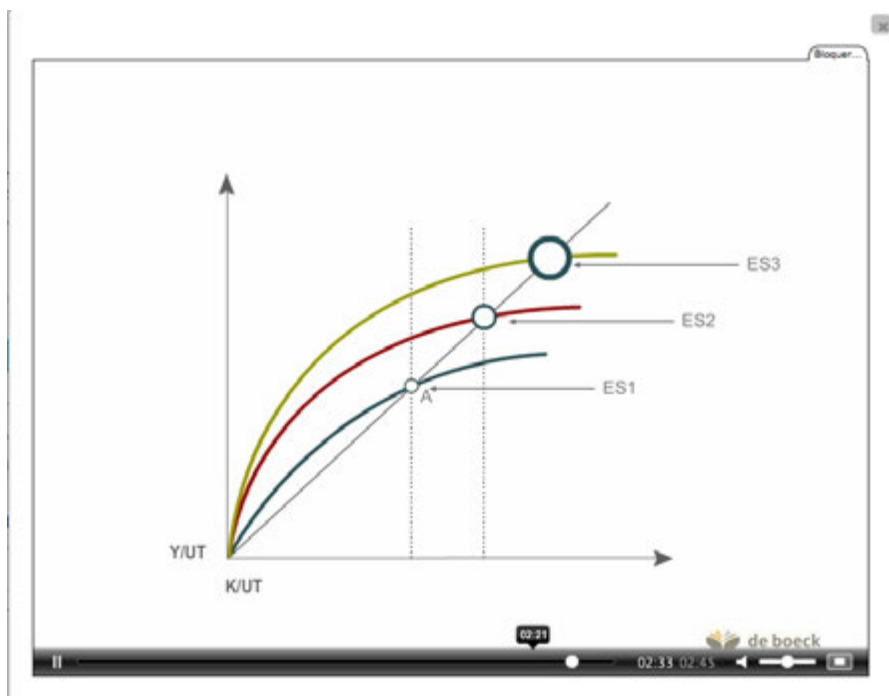 Bloquer...
ES3
ES2
ES1
A
Y/UT
K/UT
de boeck
02:21
02:33 02:45